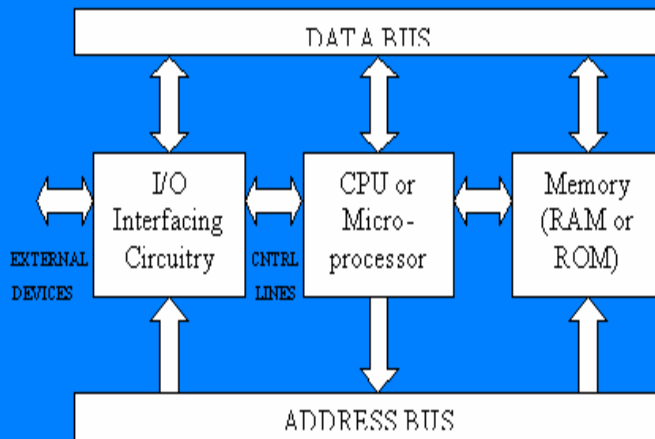 DATA BUS
I/O
Interfacing
Circuitry
CPU or
Micro-
processor
Memory
(RAM or
ROM)
EXTERNAL
DEVICES
CNTRL
LINES
ADDRESS BUS